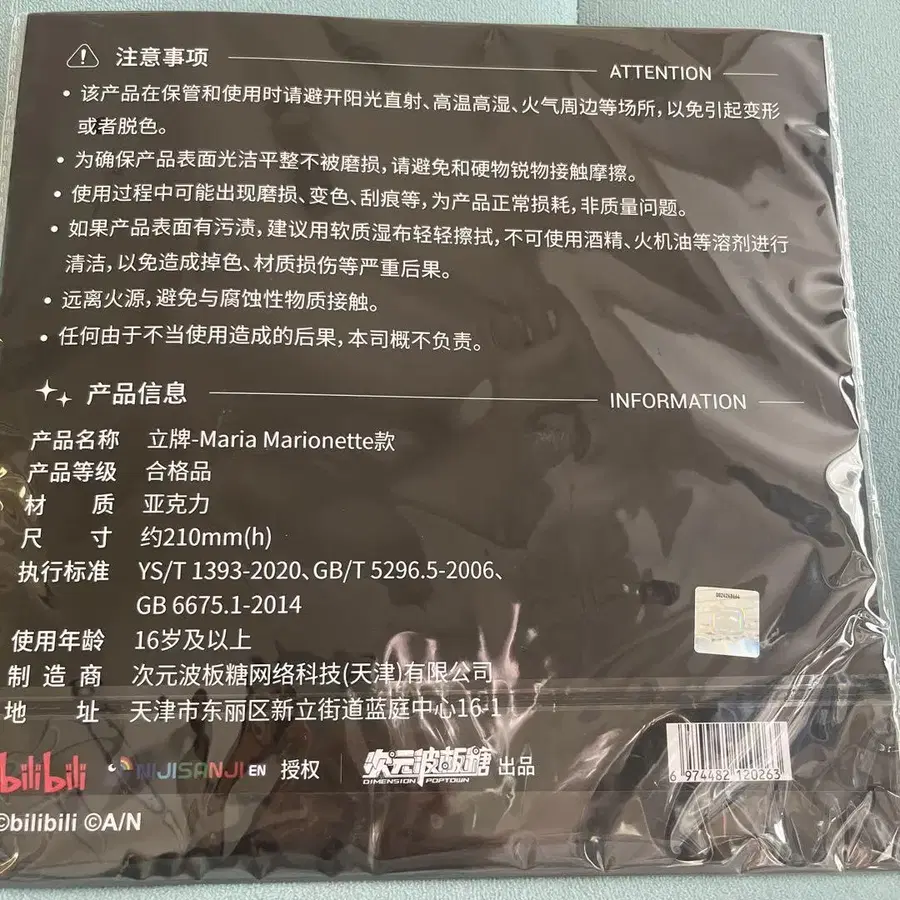 注意事项 ATTENTION
• 该产品在保管和使用时请避开阳光直射、高温高湿、火气周边等场所,以免引起变形
或者脱色。
• 为确保产品表面光洁平整不被磨损,请避免和硬物锐物接触摩擦。
• 使用过程中可能出现磨损、变色、刮痕等,为产品正常损耗,非质量问题。
• 如果产品表面有污渍,建议用软质湿布轻轻擦拭,不可使用酒精、火机油等溶剂进行
清洁,以免造成掉色、材质损伤等严重后果。
• 远离火源,避免与腐蚀性物质接触。
• 任何由于不当使用造成的后果,本司概不负责。
产品信息 INFORMATION
产品名称 立牌-Maria Marionette款
产品等级 合格品
材 质 亚克力
尺 寸 约210mm(h)
执行标准 YS/T 1393-2020、GB/T 5296.5-2006、
GB 6675.1-2014
使用年龄 16岁及以上
制 造 商 次元波板糖网络科技(天津)有限公司
地 址 天津市东丽区新立街道蓝庭中心16-1
bilibili NIJISANJI EN 授权 次元波板糖 出品
DIMENSION POPTOWN
6 974482 120263
©bilibili ©A/N